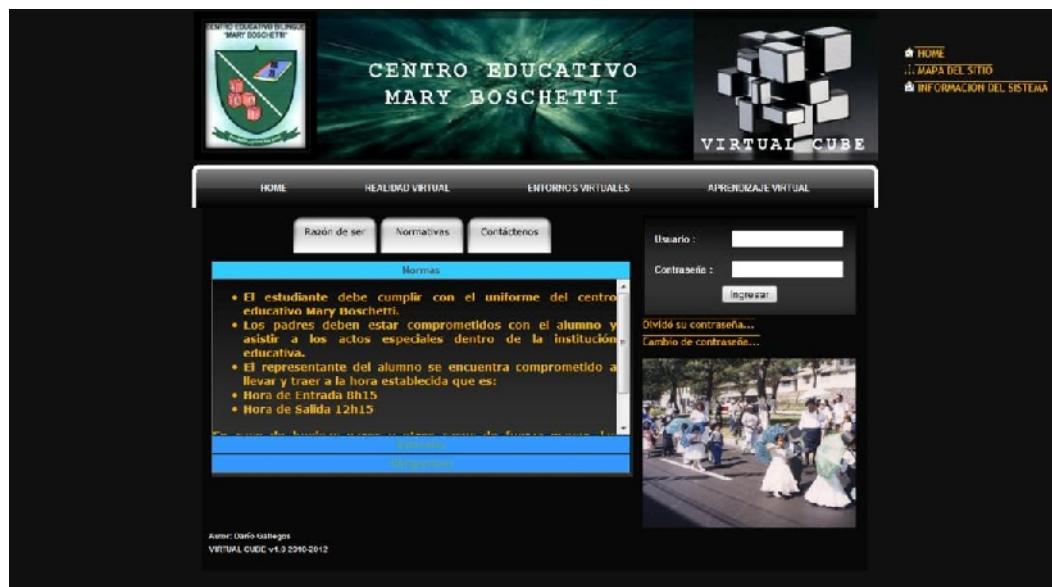 CENTRO EDUCATIVO BILINGUE
"MARY BOSCHETTI"
CENTRO EDUCATIVO
MARY BOSCHETTI
VIRTUAL CUBE
HOME
MAPA DEL SITIO
INFORMACION DEL SISTEMA
HOME REALIDAD VIRTUAL ENTORNOS VIRTUALES APRENDIZAJE VIRTUAL
Razón de ser Normativas Contáctenos
Normas
• El estudiante debe cumplir con el uniforme del centro
educativo Mary Boschetti.
• Los padres deben estar comprometidos con el alumno y
asistir a los actos especiales dentro de la institución
educativa.
• El representante del alumno se encuentra comprometido a
llevar y traer a la hora establecida que es:
• Hora de Entrada 8h15
• Hora de Salida 12h15
Usuario :
Contraseña :
Ingresar
Olvidó su contraseña...
Cambio de contraseña...
Autor: Darío Gallegos
VIRTUAL CUBE v1.0 2010-2012